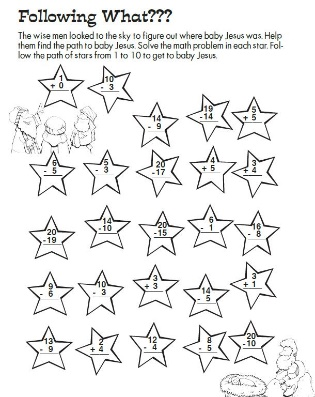 Following What???
The wise men looked to the sky to figure out where baby Jesus was. Help
them find the path to baby Jesus. Solve the math problem in each star. Fol-
low the path of stars from 1 to 10 to get to baby Jesus.
1 + 0
10 - 3
14 - 9
19 -14
5 + 5
6 - 5
5 - 3
20 -17
4 + 5
3 + 4
20 -19
14 -10
20 -15
6 - 1
16 - 8
9 - 6
10 - 3
3 + 3
14 - 5
3 + 1
13 - 9
2 + 4
12 - 4
8 - 5
20 -10